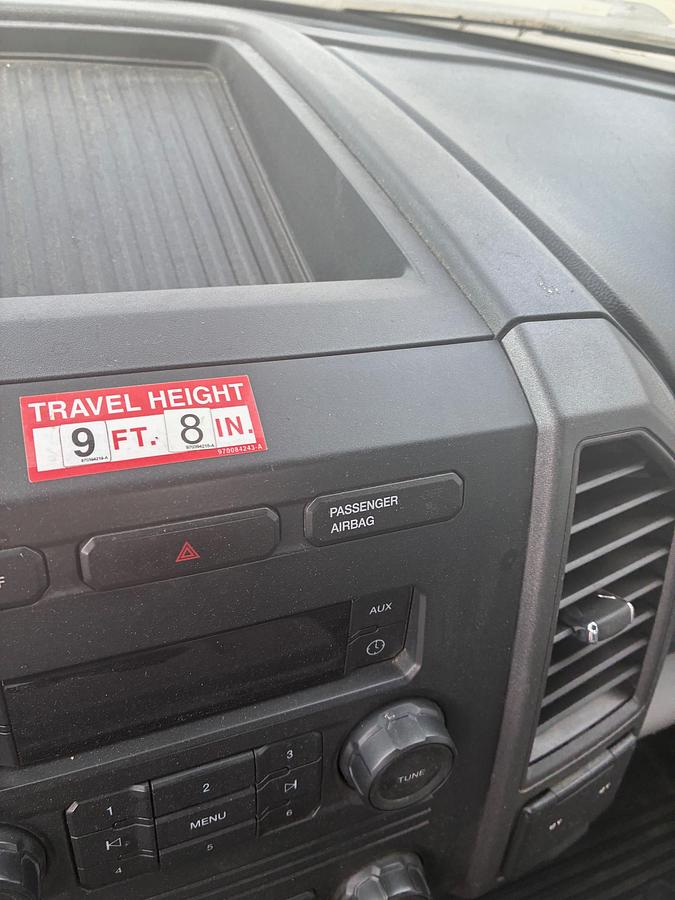 TRAVEL HEIGHT
9 FT. 8 IN.
970084243-A
PASSENGER
AIRBAG
AUX
TUNE
1
2
3
MENU
4
5
6